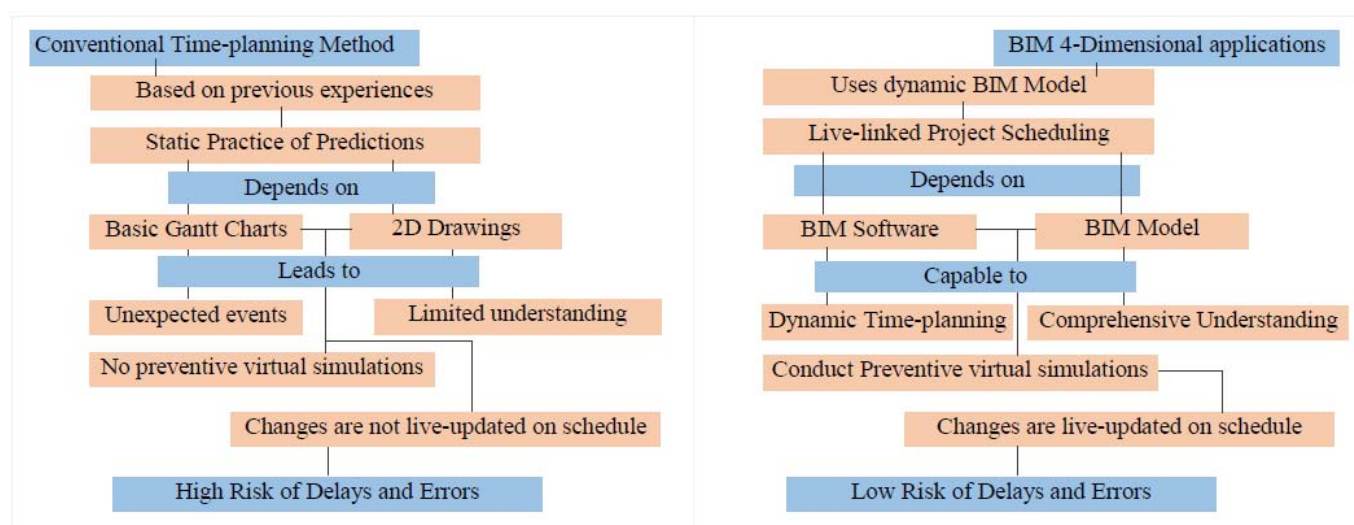 Conventional Time-planning Method
Based on previous experiences
Static Practice of Predictions
Depends on
Basic Gantt Charts
2D Drawings
Leads to
Unexpected events
Limited understanding
No preventive virtual simulations
Changes are not live-updated on schedule
High Risk of Delays and Errors
BIM 4-Dimensional applications
Uses dynamic BIM Model
Live-linked Project Scheduling
Depends on
BIM Software
BIM Model
Capable to
Dynamic Time-planning
Comprehensive Understanding
Conduct Preventive virtual simulations
Changes are live-updated on schedule
Low Risk of Delays and Errors